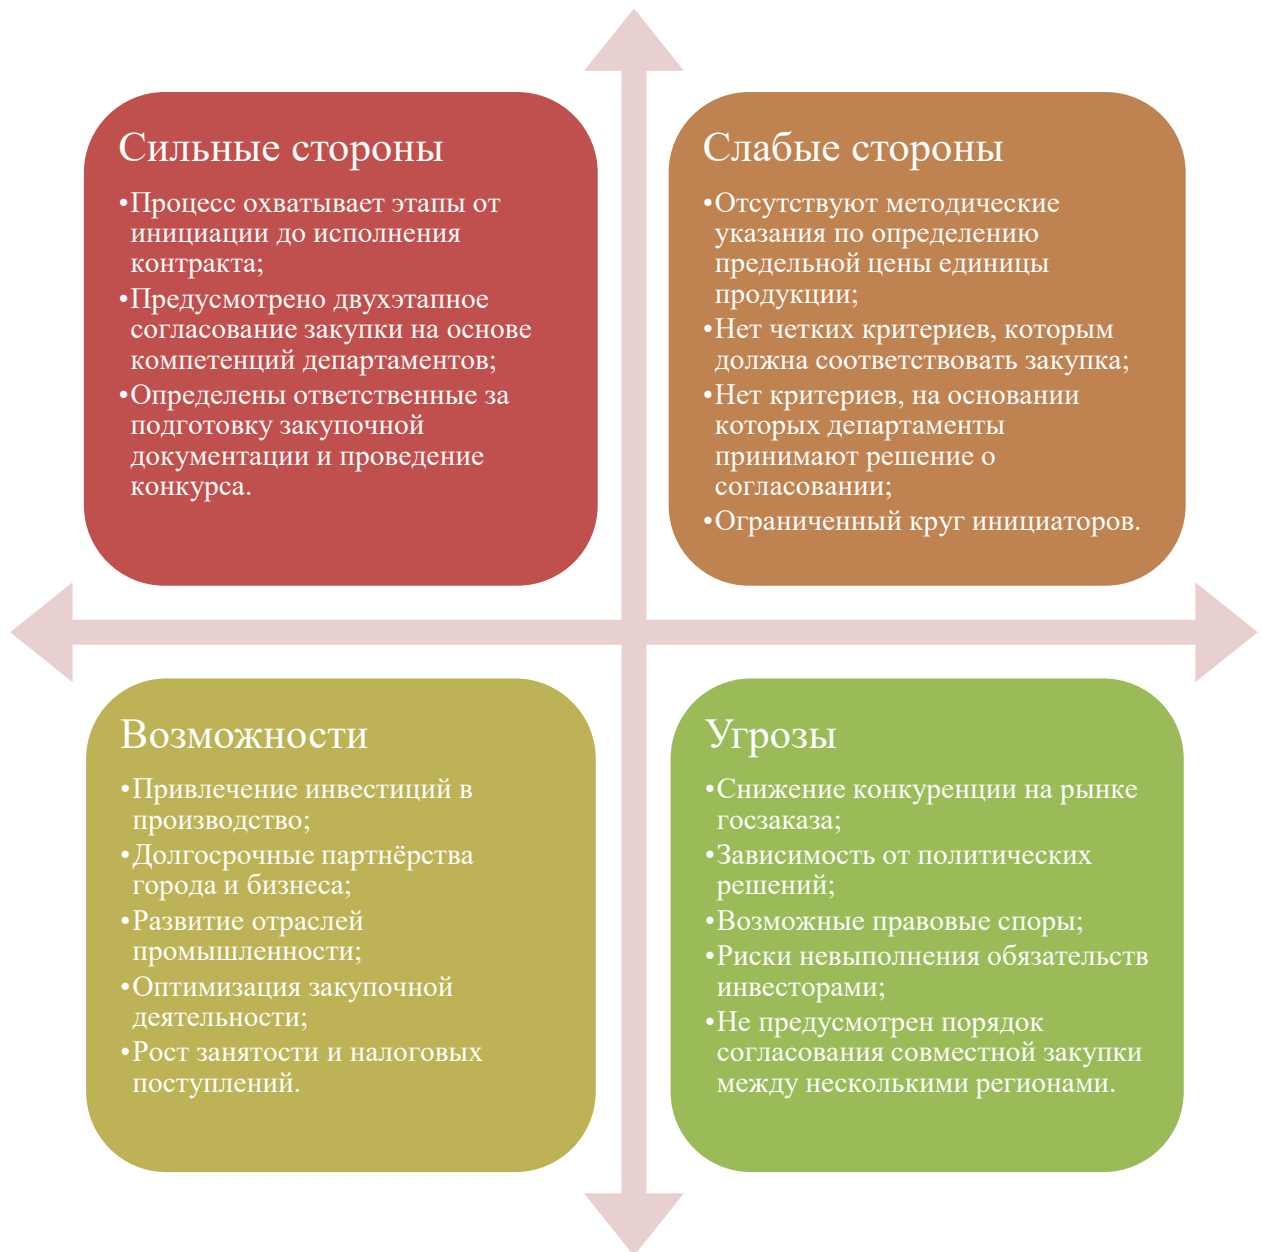 Сильные стороны
•Процесс охватывает этапы от
инициации до исполнения
контракта;
•Предусмотрено двухэтапное
согласование закупки на основе
компетенций департаментов;
•Определены ответственные за
подготовку закупочной
документации и проведение
конкурса.
Слабые стороны
•Отсутствуют методические
указания по определению
предельной цены единицы
продукции;
•Нет четких критериев, которым
должна соответствовать закупка;
•Нет критериев, на основании
которых департаменты
принимают решение о
согласовании;
•Ограниченный круг инициаторов.
Возможности
•Привлечение инвестиций в
производство;
•Долгосрочные партнёрства
города и бизнеса;
•Развитие отраслей
промышленности;
•Оптимизация закупочной
деятельности;
•Рост занятости и налоговых
поступлений.
Угрозы
•Снижение конкуренции на рынке
госзаказа;
•Зависимость от политических
решений;
•Возможные правовые споры;
•Риски невыполнения обязательств
инвесторами;
•Не предусмотрен порядок
согласования совместной закупки
между несколькими регионами.